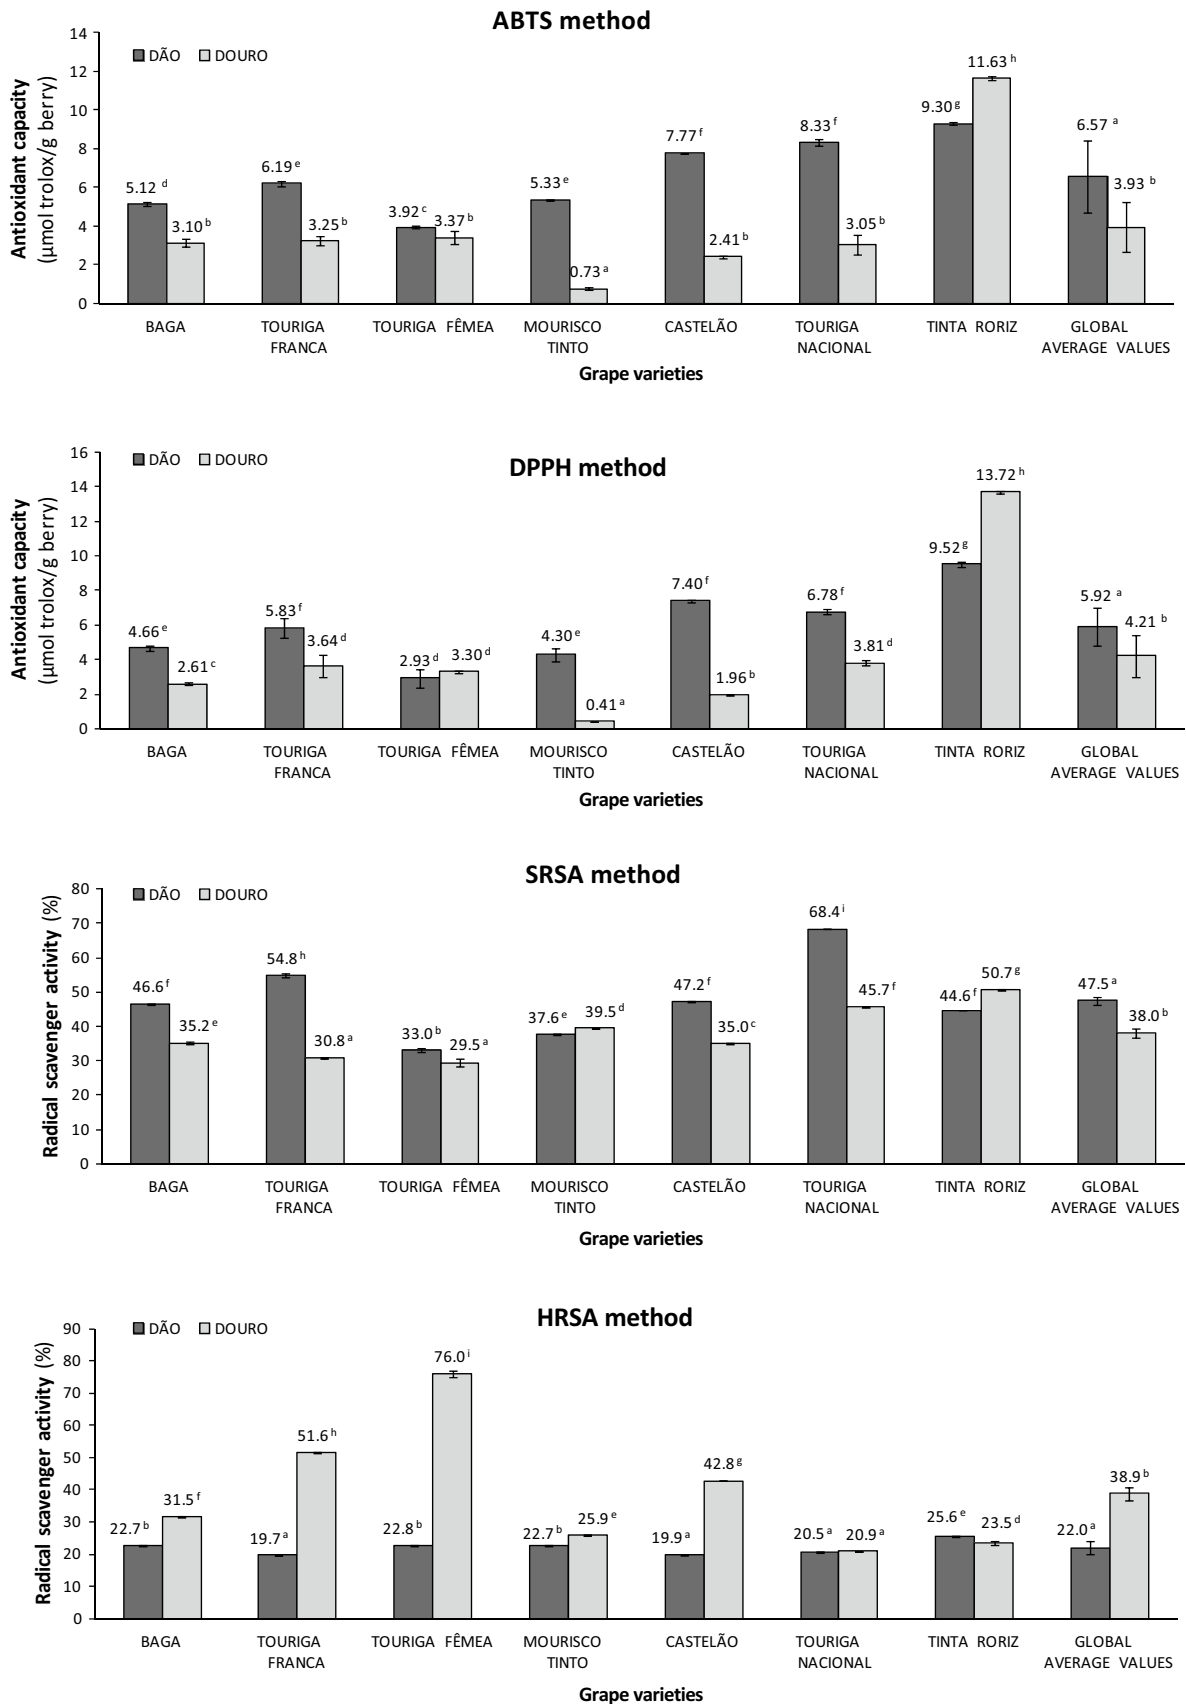 ABTS method
DÃO DOURO
Antioxidant capacity
(µmol trolox/g berry)
14
12
10
8
6
4
2
0
5.12 d
3.10 b
6.19 e
3.25 b
3.92 c
3.37 b
5.33 e
0.73 a
7.77 f
2.41 b
8.33 f
3.05 b
9.30 g
11.63 h
6.57 a
3.93 b
BAGA
TOURIGA
FRANCA
TOURIGA FÊMEA
MOURISCO
TINTO
CASTELÃO
TOURIGA
NACIONAL
TINTA RORIZ
GLOBAL
AVERAGE VALUES
Grape varieties
DPPH method
DÃO DOURO
Antioxidant capacity
(µmol trolox/g berry)
16
14
12
10
8
6
4
2
0
4.66 e
2.61 c
5.83 f
3.64 d
2.93 d
3.30 d
4.30 e
0.41 a
7.40 f
1.96 b
6.78 f
3.81 d
9.52 g
13.72 h
5.92 a
4.21 b
BAGA
TOURIGA
FRANCA
TOURIGA FÊMEA
MOURISCO
TINTO
CASTELÃO
TOURIGA
NACIONAL
TINTA RORIZ
GLOBAL
AVERAGE VALUES
Grape varieties
SRSA method
DÃO DOURO
Radical scavenger activity (%)
80
70
60
50
40
30
20
10
0
46.6 f
35.2 e
54.8 h
30.8 a
33.0 b
29.5 a
37.6 e
39.5 d
47.2 f
35.0 c
68.4 i
45.7 f
44.6 f
50.7 g
47.5 a
38.0 b
BAGA
TOURIGA
FRANCA
TOURIGA FÊMEA
MOURISCO
TINTO
CASTELÃO
TOURIGA
NACIONAL
TINTA RORIZ
GLOBAL
AVERAGE VALUES
Grape varieties
HRSA method
DÃO DOURO
Radical scavenger activity (%)
90
80
70
60
50
40
30
20
10
0
22.7 b
31.5 f
19.7 a
51.6 h
22.8 b
76.0 i
22.7 b
25.9 e
19.9 a
42.8 g
20.5 a
20.9 a
25.6 e
23.5 d
22.0 a
38.9 b
BAGA
TOURIGA
FRANCA
TOURIGA FÊMEA
MOURISCO
TINTO
CASTELÃO
TOURIGA
NACIONAL
TINTA RORIZ
GLOBAL
AVERAGE VALUES
Grape varieties